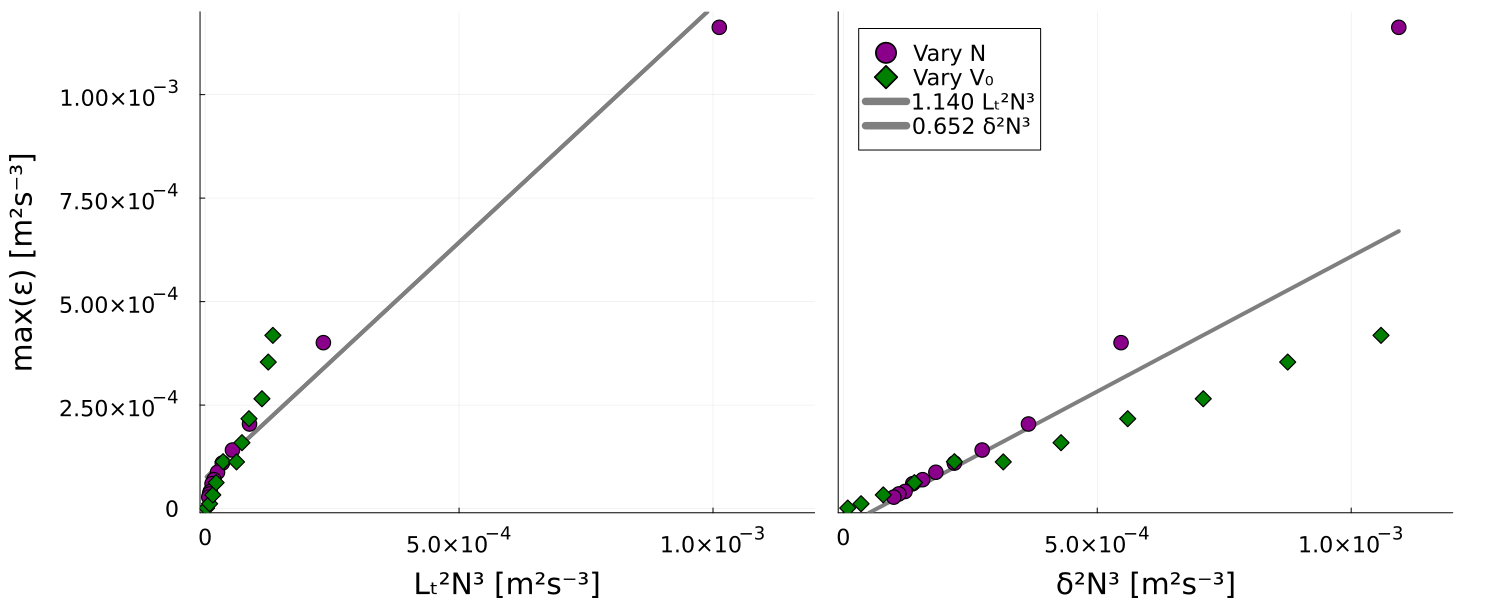 max(ε) [m²s⁻³]
1.00×10⁻³
7.50×10⁻⁴
5.00×10⁻⁴
2.50×10⁻⁴
0
0
5.0×10⁻⁴
1.0×10⁻³
Lₜ²N³ [m²s⁻³]
Vary N
Vary V₀
1.140 Lₜ²N³
0.652 δ²N³
0
5.0×10⁻⁴
1.0×10⁻³
δ²N³ [m²s⁻³]